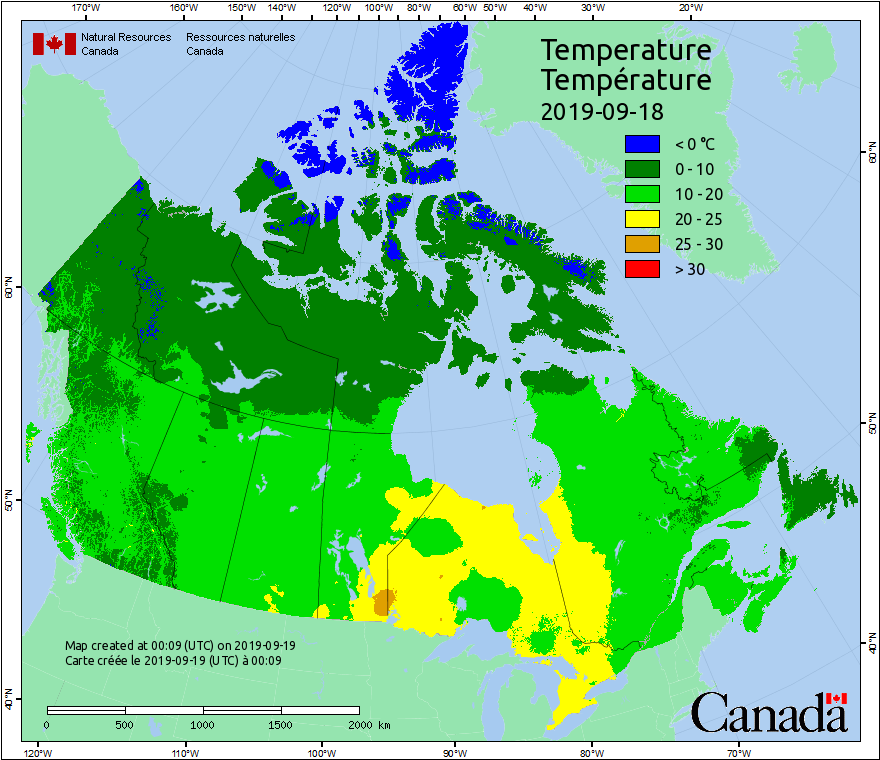 170°W 160°W 150°W 140°W 120°W 100°W 80°W 60°W 50°W 40°W 30°W 20°W
Natural Resources Ressources naturelles
Canada Canada
Temperature
Température
2019-09-18
< 0 °C
0 - 10
10 - 20
20 - 25
25 - 30
> 30
60°N
60°N
50°N
50°N
40°N
40°N
Map created at 00:09 (UTC) on 2019-09-19
Carte créée le 2019-09-19 (UTC) à 00:09
0 500 1000 1500 2000 km
Canada
120°W 110°W 100°W 90°W 80°W 70°W